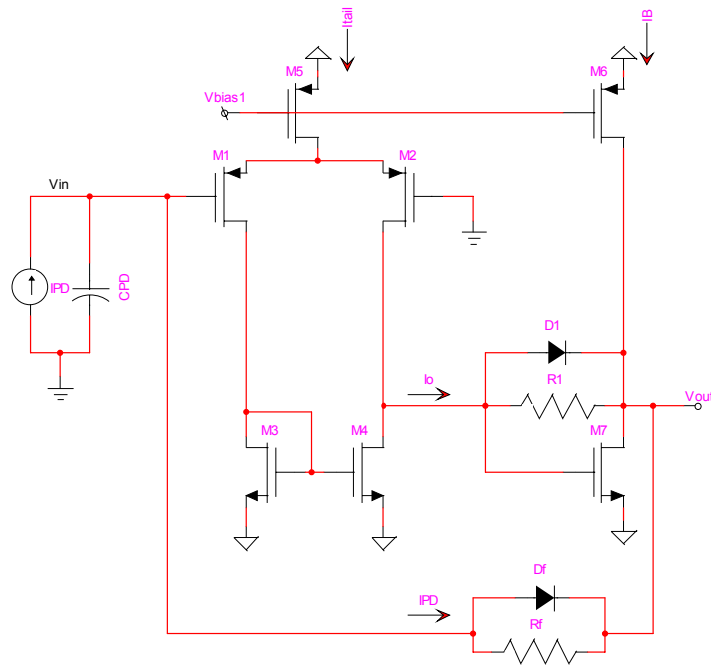 Itail
IB
M5
M6
Vbias1
M1
M2
Vin
IPD
CPD
D1
Io
R1
Vout
M3
M4
M7
Df
IPD
Rf